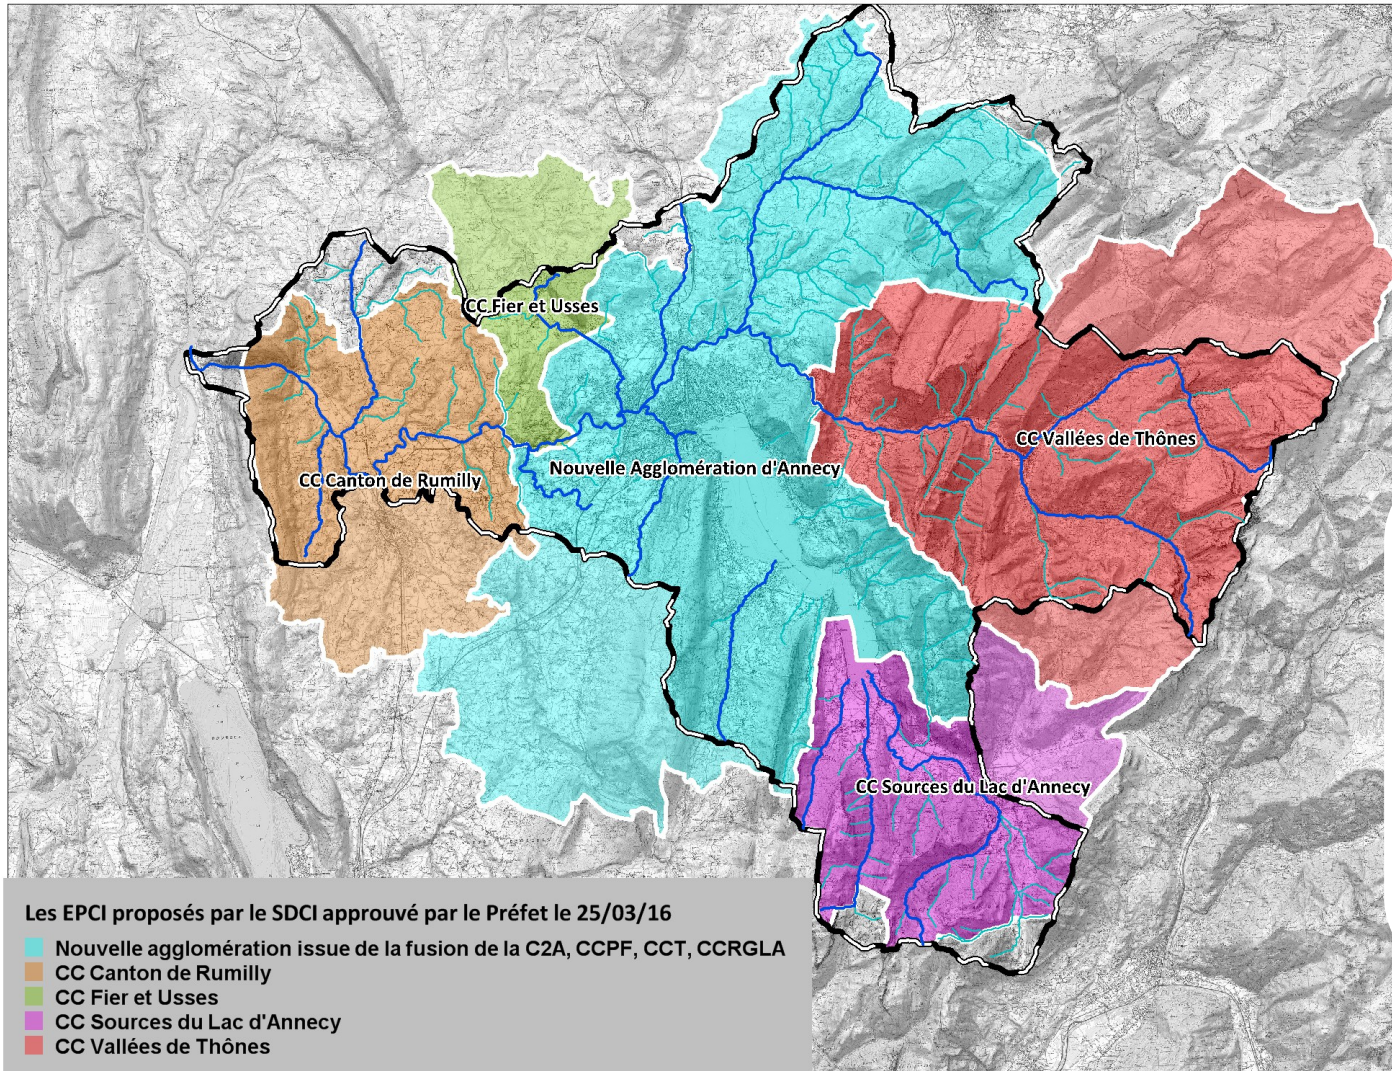 CC Fier et Usses
CC Vallées de Thônes
Nouvelle Agglomération d'Annecy
CC Canton de Rumilly
CC Sources du Lac d'Annecy
Les EPCI proposés par le SDCI approuvé par le Préfet le 25/03/16
Nouvelle agglomération issue de la fusion de la C2A, CCPF, CCT, CCRGLA
CC Canton de Rumilly
CC Fier et Usses
CC Sources du Lac d'Annecy
CC Vallées de Thônes